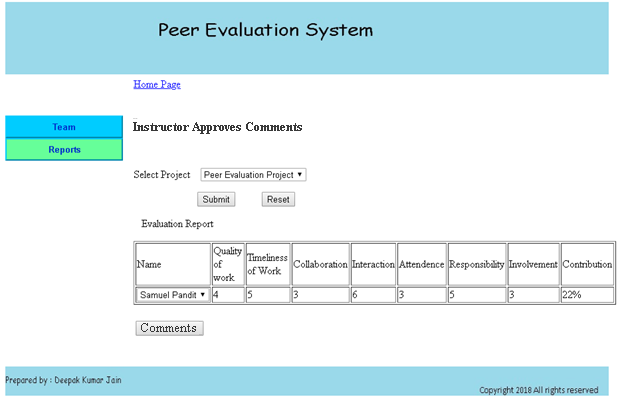 Peer Evaluation System
Home Page
Team
Reports
Instructor Approves Comments
Select Project Peer Evaluation Project
Submit Reset
Evaluation Report
Name Quality of work Timeliness of Work Collaboration Interaction Attendence Responsibility Involvement Contribution
Samuel Pandit 4 5 3 6 3 5 3 22%
Comments
Prepared by : Deepak Kumar Jain
Copyright 2018 All rights reserved